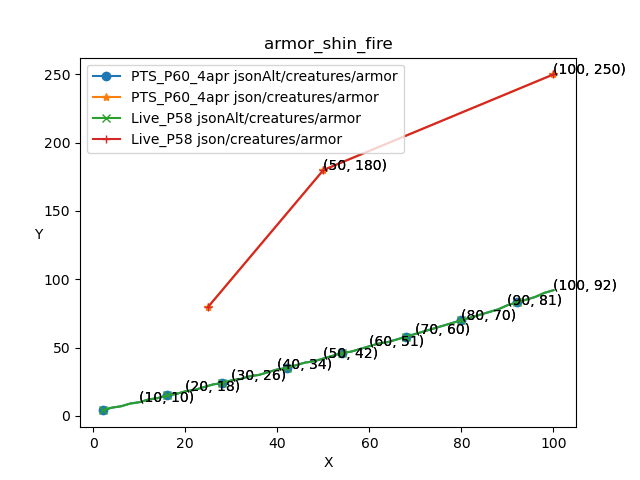 armor_shin_fire
PTS_P60_4apr jsonAlt/creatures/armor
PTS_P60_4apr json/creatures/armor
Live_P58 jsonAlt/creatures/armor
Live_P58 json/creatures/armor
(100, 250)
(50, 180)
(100, 92)
(90, 81)
(80, 70)
(70, 60)
(60, 51)
(50, 42)
(40, 34)
(30, 26)
(20, 18)
(10, 10)
250
200
150
100
50
0
Y
0 20 40 60 80 100
X